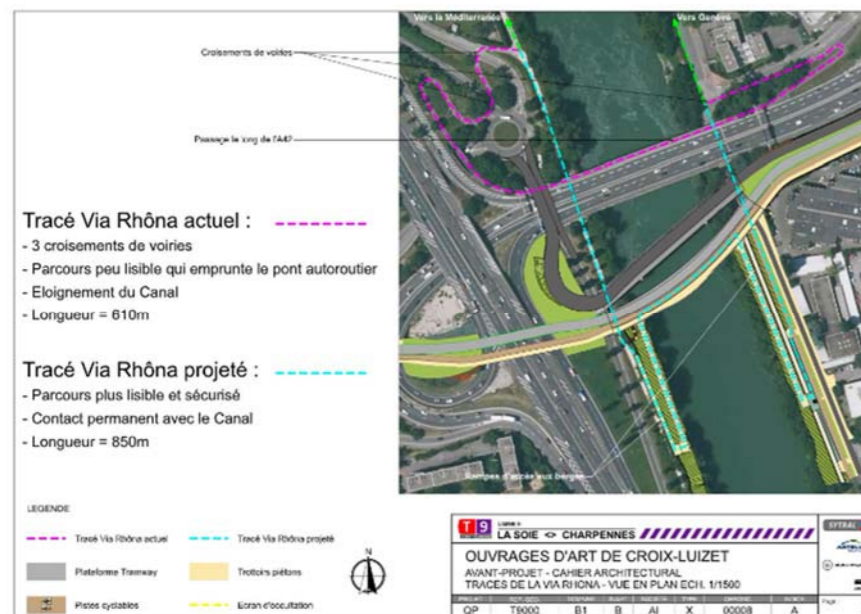 Vers la Méditerranée
Vers Genève
Croisements de voiries
Passage le long de l'A42
Tracé Via Rhôna actuel :
- 3 croisements de voiries
- Parcours peu lisible qui emprunte le pont autoroutier
- Eloignement du Canal
- Longueur = 610m
Tracé Via Rhôna projeté :
- Parcours plus lisible et sécurisé
- Contact permanent avec le Canal
- Longueur = 850m
Rampes d'accès aux berges
LEGENDE
Tracé Via Rhôna actuel
Tracé Via Rhôna projeté
Plateforme Tramway
Trottoirs piétons
Pistes cyclables
Ecran d'occultation
N
T 9
LA SOIE <> CHARPENNES
SYTRAL
OUVRAGES D'ART DE CROIX-LUIZET
AVANT-PROJET - CAHIER ARCHITECTURAL
TRACES DE LA VIA RHONA - VUE EN PLAN ECH. 1/1500
OP T9000 B1 B AI X 00008 A